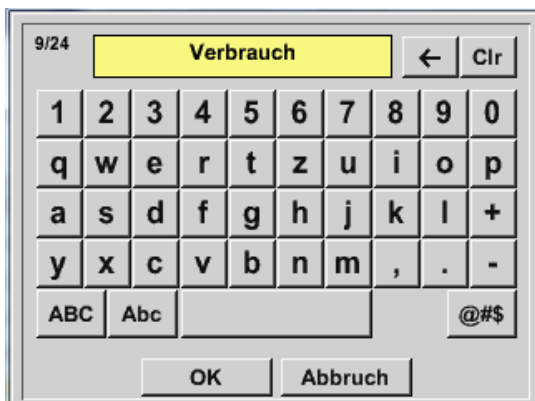 9/24 Verbrauch ← Clr
1 2 3 4 5 6 7 8 9 0
q w e r t z u i o p
a s d f g h j k l +
y x c v b n m , . -
ABC Abc @#$
OK Abbruch